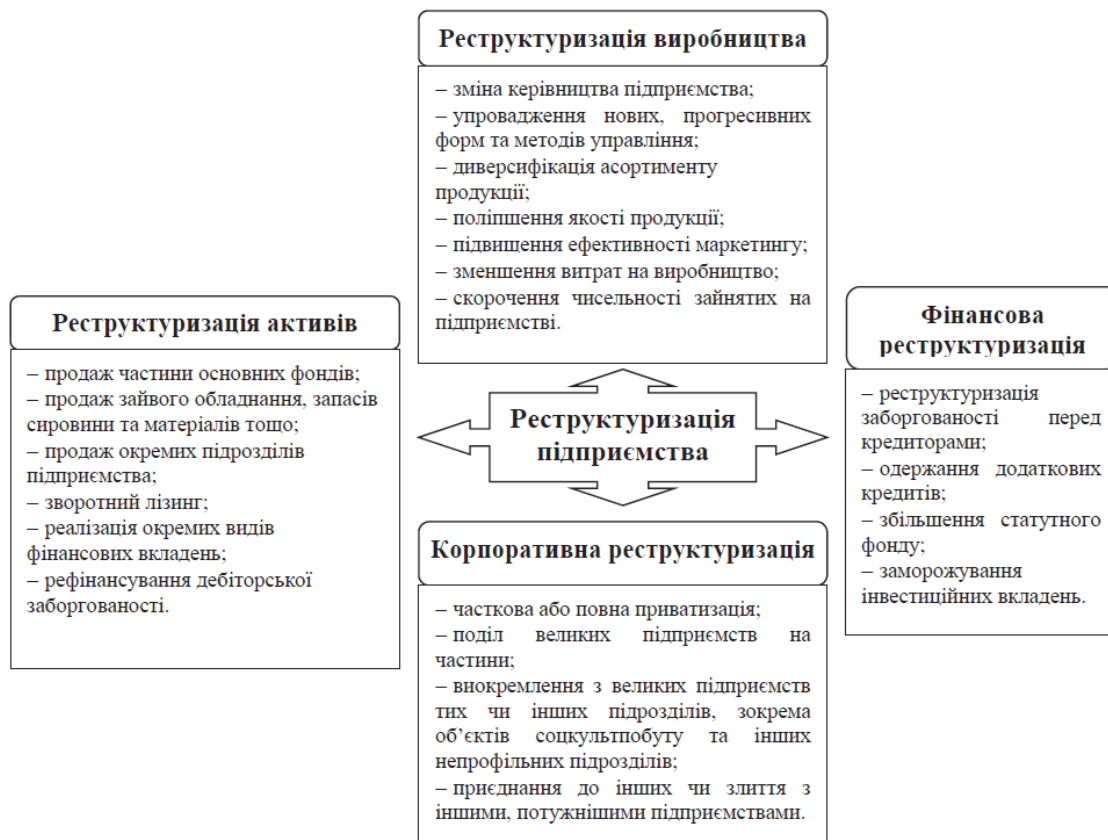 Реструктуризація виробництва
– зміна керівництва підприємства;
– упровадження нових, прогресивних
форм та методів управління;
– диверсифікація асортименту
продукції;
– поліпшення якості продукції;
– підвищення ефективності маркетингу;
– зменшення витрат на виробництво;
– скорочення чисельності зайнятих на
підприємстві.
Реструктуризація активів
– продаж частини основних фондів;
– продаж зайвого обладнання, запасів
сировини та матеріалів тощо;
– продаж окремих підрозділів
підприємства;
– зворотний лізинг;
– реалізація окремих видів
фінансових вкладень;
– рефінансування дебіторської
заборгованості.
Реструктуризація
підприємства
Фінансова
реструктуризація
– реструктуризація
заборгованості перед
кредиторами;
– одержання додаткових
кредитів;
– збільшення статутного
фонду;
– заморожування
інвестиційних вкладень.
Корпоративна реструктуризація
– часткова або повна приватизація;
– поділ великих підприємств на
частини;
– виокремлення з великих підприємств
тих чи інших підрозділів, зокрема
об’єктів соцкультпобуту та інших
непрофільних підрозділів;
– приєднання до інших чи злиття з
іншими, потужнішими підприємствами.